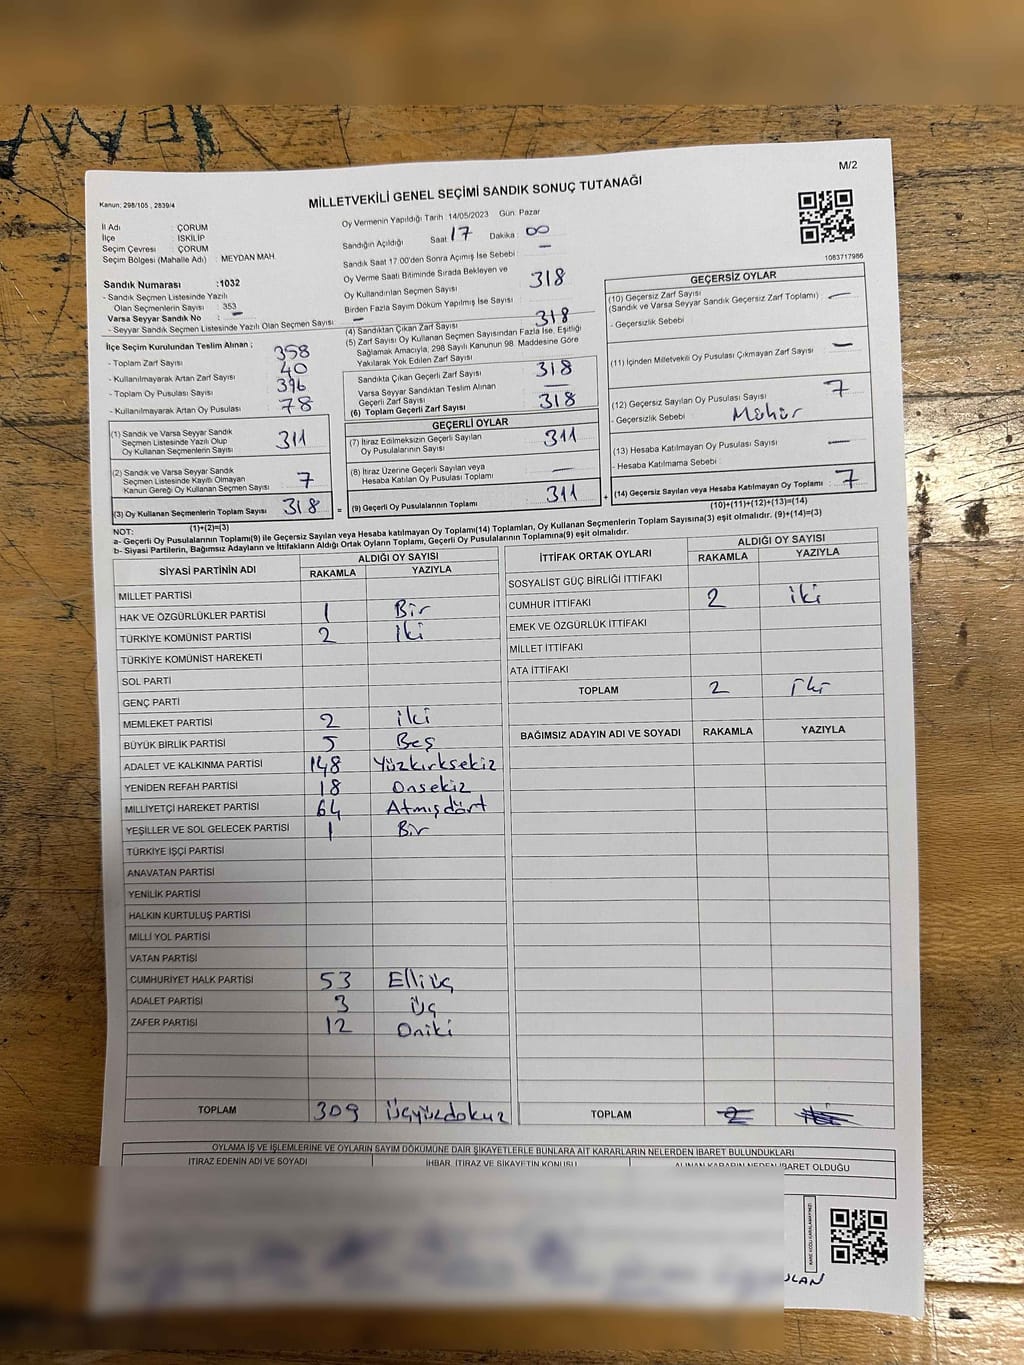 M/2
Kanun: 298/105 , 2839/4
MİLLETVEKİLİ GENEL SEÇİMİ SANDIK SONUÇ TUTANAĞI
İl Adı : ÇORUM
İlçe : İSKİLİP
Seçim Çevresi : ÇORUM
Seçim Bölgesi (Mahalle Adı) : MEYDAN MAH.
Oy Vermenin Yapıldığı Tarih : 14/05/2023 Gün: Pazar
Sandığın Açıldığı Saat : 17 Dakika : 00
Sandık Saat 17.00'den Sonra Açımış İse Sebebi : —
Oy Verme Saati Bitiminde Sırada Bekleyen ve
Oy Kullandırılan Seçmen Sayısı 318
Birden Fazla Sayım Döküm Yapılmış İse Sayısı —
1083717986
Sandık Numarası : 1032
- Sandık Seçmen Listesinde Yazılı
Olan Seçmenlerin Sayısı : 353
Varsa Seyyar Sandık No : —
- Seyyar Sandık Seçmen Listesinde Yazılı Olan Seçmen Sayısı : —
İlçe Seçim Kurulundan Teslim Alınan ;
- Toplam Zarf Sayısı 358
- Kullanılmayarak Artan Zarf Sayısı 40
- Toplam Oy Pusulası Sayısı 396
- Kullanılmayarak Artan Oy Pusulası 78
(4) Sandıktan Çıkan Zarf Sayısı 318
(5) Zarf Sayısı Oy Kullanan Seçmen Sayısından Fazla İse, Eşitliği
Sağlamak Amacıyla, 298 Sayılı Kanunun 98. Maddesine Göre
Yakılarak Yok Edilen Zarf Sayısı
Sandıkta Çıkan Geçerli Zarf Sayısı 318
Varsa Seyyar Sandıktan Teslim Alınan
Geçerli Zarf Sayısı —
(6) Toplam Geçerli Zarf Sayısı 318
GEÇERSİZ OYLAR
(10) Geçersiz Zarf Sayısı
(Sandık ve Varsa Seyyar Sandık Geçersiz Zarf Toplamı) —
- Geçersizlik Sebebi
(11) İçinden Milletvekili Oy Pusulası Çıkmayan Zarf Sayısı —
(12) Geçersiz Sayılan Oy Pusulası Sayısı 7
- Geçersizlik Sebebi Mühür
(13) Hesaba Katılmayan Oy Pusulası Sayısı —
- Hesaba Katılmama Sebebi :
(14) Geçersiz Sayılan veya Hesaba Katılmayan Oy Toplamı 7
(10)+(11)+(12)+(13)=(14)
(1) Sandık ve Varsa Seyyar Sandık
Seçmen Listesinde Yazılı Olup
Oy Kullanan Seçmenlerin Sayısı 311
(2) Sandık ve Varsa Seyyar Sandık
Seçmen Listesinde Kayıtlı Olmayan
Kanun Gereği Oy Kullanan Seçmen Sayısı 7
(3) Oy Kullanan Seçmenlerin Toplam Sayısı 318 =
(1)+(2)=(3)
GEÇERLİ OYLAR
(7) İtiraz Edilmeksizin Geçerli Sayılan
Oy Pusulalarının Sayısı 311
(8) İtiraz Üzerine Geçerli Sayılan veya
Hesaba Katılan Oy Pusulası Toplamı —
(9) Geçerli Oy Pusulalarının Toplamı 311 +
NOT:
a- Geçerli Oy Pusulasının Toplamı(9) ile Geçersiz Sayılan veya Hesaba katılmayan oy Toplamı(14) Toplamları, Oy Kullanan Seçmenlerin Toplam Sayısına(3) eşit olmalıdır. (9)+(14)=(3)
b- Siyasi Partilerin, Bağımsız Adayların ve İttifakların Aldığı Ortak Oyların Toplamı, Geçerli Oy Pusulalarının Toplamına(9) eşit olmalıdır.
SİYASİ PARTİNİN ADI ALDIĞI OY SAYISI
RAKAMLA YAZIYLA
MİLLET PARTİSİ
HAK VE ÖZGÜRLÜKLER PARTİSİ 1 Bir
TÜRKİYE KOMÜNİST PARTİSİ 2 İki
TÜRKİYE KOMÜNİST HAREKETİ
SOL PARTİ
GENÇ PARTİ
MEMLEKET PARTİSİ 2 iki
BÜYÜK BİRLİK PARTİSİ 5 Beş
ADALET VE KALKINMA PARTİSİ 148 Yüzkırksekiz
YENİDEN REFAH PARTİSİ 18 Onsekiz
MİLLİYETÇİ HAREKET PARTİSİ 64 Atmışdört
YEŞİLLER VE SOL GELECEK PARTİSİ 1 Bir
TÜRKİYE İŞÇİ PARTİSİ
ANAVATAN PARTİSİ
YENİLİK PARTİSİ
HALKIN KURTULUŞ PARTİSİ
MİLLİ YOL PARTİSİ
VATAN PARTİSİ
CUMHURİYET HALK PARTİSİ 53 Elliüç
ADALET PARTİSİ 3 üç
ZAFER PARTİSİ 12 Oniki
TOPLAM 309 üçyüzdokuz
İTTİFAK ORTAK OYLARI ALDIĞI OY SAYISI
RAKAMLA YAZIYLA
SOSYALİST GÜÇ BİRLİĞİ İTTİFAKI
CUMHUR İTTİFAKI 2 iki
EMEK VE ÖZGÜRLÜK İTTİFAKI
MİLLET İTTİFAKI
ATA İTTİFAKI
TOPLAM 2 iki
BAĞIMSIZ ADAYIN ADI VE SOYADI RAKAMLA YAZIYLA
TOPLAM 2
OYLAMA İŞ VE İŞLEMLERİNE VE OYLARIN SAYIM DÖKÜMÜNE DAİR ŞİKAYETLERLE BUNLARA AİT KARARLARIN NELERDEN İBARET BULUNDUKLARI
İTİRAZ EDENİN ADI VE SOYADI İHBAR, İTİRAZ VE ŞİKAYETİN KONUSU ALINAN KARARIN NEDEN İBARET OLDUĞU
KARE KODU KARALAMAYINIZ!